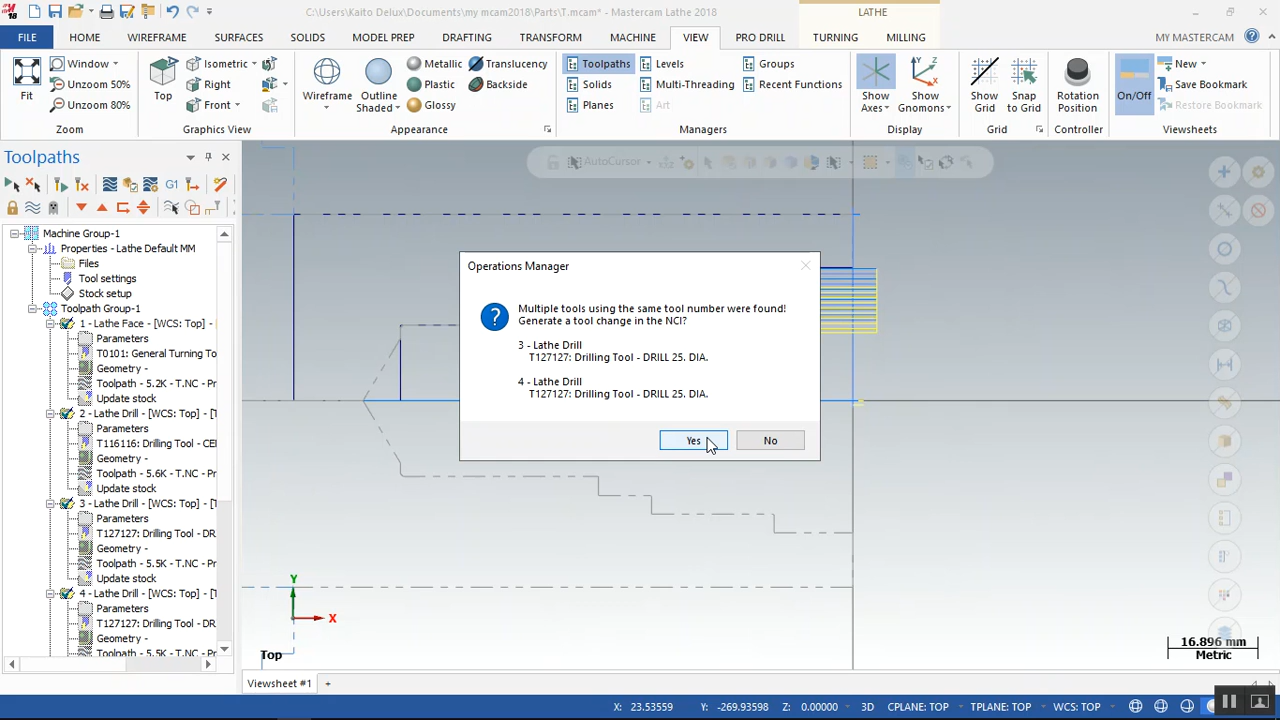 18
C:\Users\Kaito Delux\Documents\my mcam2018\Parts\T.mcam* - Mastercam Lathe 2018
LATHE
FILE
HOME
WIREFRAME
SURFACES
SOLIDS
MODEL PREP
DRAFTING
TRANSFORM
MACHINE
VIEW
PRO DRILL
TURNING
MILLING
MY MASTERCAM
Fit
Window
Unzoom 50%
Unzoom 80%
Zoom
Top
Isometric
Right
Front
Graphics View
Wireframe
Outline Shaded
Metallic
Plastic
Glossy
Translucency
Backside
Appearance
Toolpaths
Solids
Planes
Levels
Multi-Threading
Art
Groups
Recent Functions
Managers
Show Axes
Show Gnomons
Display
Show Grid
Snap to Grid
Grid
Rotation Position
Controller
On/Off
New
Save Bookmark
Restore Bookmark
Viewsheets
Toolpaths
G1
AutoCursor
Machine Group-1
Properties - Lathe Default MM
Files
Tool settings
Stock setup
Toolpath Group-1
1 - Lathe Face - [WCS: Top] - [T
Parameters
T0101: General Turning To
Geometry -
Toolpath - 5.2K - T.NC - Pr
Update stock
2 - Lathe Drill - [WCS: Top] - [T
Parameters
T116116: Drilling Tool - CE
Geometry -
Toolpath - 5.6K - T.NC - Pr
Update stock
3 - Lathe Drill - [WCS: Top] - [T
Parameters
T127127: Drilling Tool - DR
Geometry -
Toolpath - 5.5K - T.NC - Pr
Update stock
4 - Lathe Drill - [WCS: Top] - [T
Parameters
T127127: Drilling Tool - DR
Geometry -
Toolpath - 5.5K - T.NC - Pr
Operations Manager
Multiple tools using the same tool number were found!
Generate a tool change in the NCI?
3 - Lathe Drill
T127127: Drilling Tool - DRILL 25. DIA.
4 - Lathe Drill
T127127: Drilling Tool - DRILL 25. DIA.
Yes
No
Y
X
Top
16.896 mm
Metric
Viewsheet #1
+
X: 23.53559
Y: -269.93598
Z: 0.00000
3D
CPLANE: TOP
TPLANE: TOP
WCS: TOP